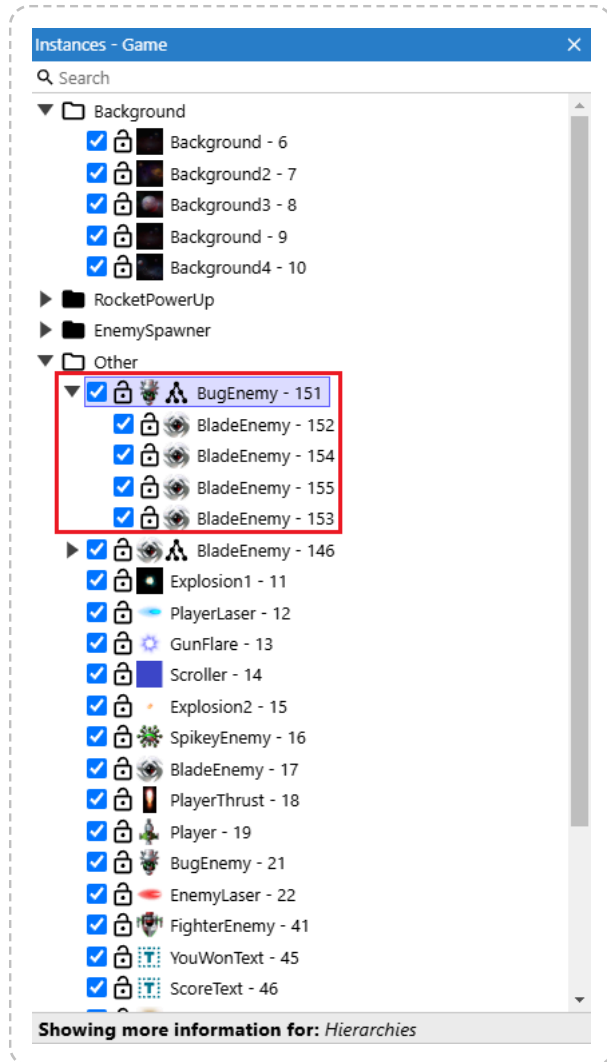 Instances - Game
Search
Background
Background - 6
Background2 - 7
Background3 - 8
Background - 9
Background4 - 10
RocketPowerUp
EnemySpawner
Other
BugEnemy - 151
BladeEnemy - 152
BladeEnemy - 154
BladeEnemy - 155
BladeEnemy - 153
BladeEnemy - 146
Explosion1 - 11
PlayerLaser - 12
GunFlare - 13
Scroller - 14
Explosion2 - 15
SpikeyEnemy - 16
BladeEnemy - 17
PlayerThrust - 18
Player - 19
BugEnemy - 21
EnemyLaser - 22
FighterEnemy - 41
YouWonText - 45
ScoreText - 46
Showing more information for: Hierarchies